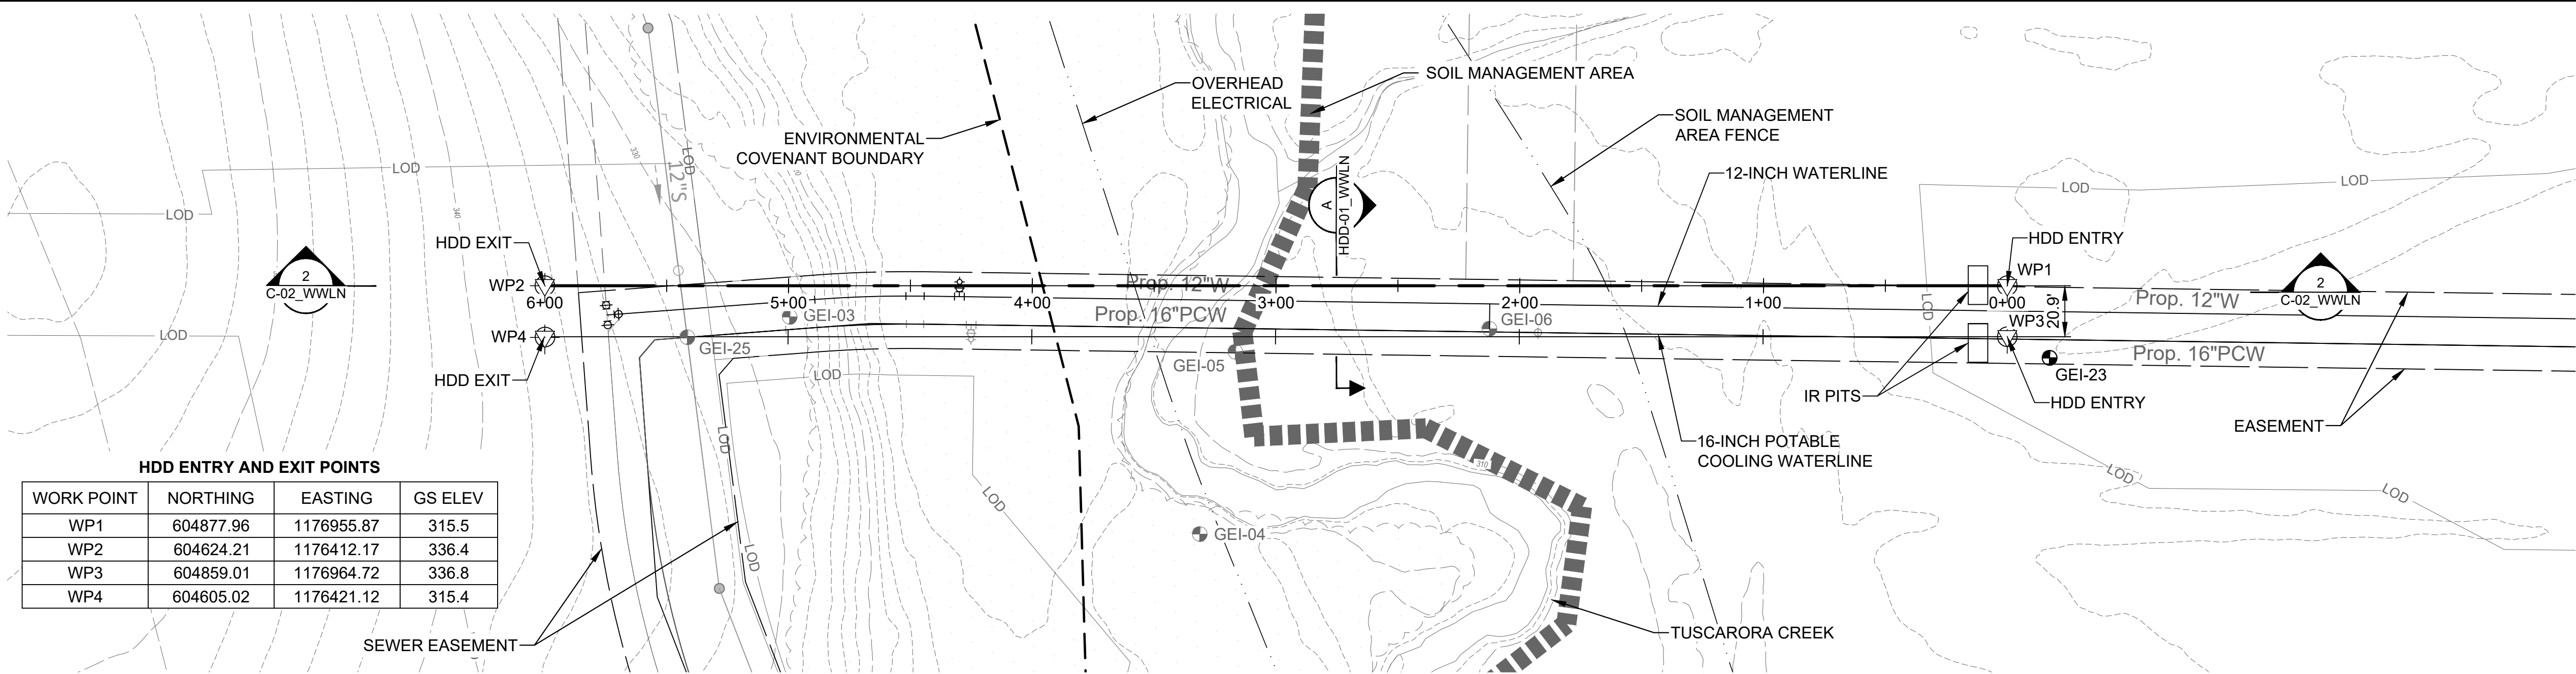 OVERHEAD
ELECTRICAL
SOIL MANAGEMENT AREA
SOIL MANAGEMENT
AREA FENCE
ENVIRONMENTAL
COVENANT BOUNDARY
12-INCH WATERLINE
330
320
340
LOD
LOD
LOD
LOD
LOD
12"S
A
HDD-01_WWLN
HDD EXIT
HDD ENTRY
2
C-02_WWLN
2
C-02_WWLN
WP2
WP1
6+00
5+00
4+00
3+00
2+00
1+00
0+00
Prop. 12"W
Prop. 12"W
20.9'
LOD
GEI-03
Prop. 16"PCW
GEI-06
WP3
LOD
WP4
GEI-25
GEI-05
Prop. 16"PCW
GEI-23
HDD EXIT
LOD
IR PITS
HDD ENTRY
EASEMENT
LOD
16-INCH POTABLE
COOLING WATERLINE
310
LOD
LOD
LOD
LOD
GEI-04
HDD ENTRY AND EXIT POINTS
WORK POINT NORTHING EASTING GS ELEV
WP1 604877.96 1176955.87 315.5
WP2 604624.21 1176412.17 336.4
WP3 604859.01 1176964.72 336.8
WP4 604605.02 1176421.12 315.4
SEWER EASEMENT
TUSCARORA CREEK